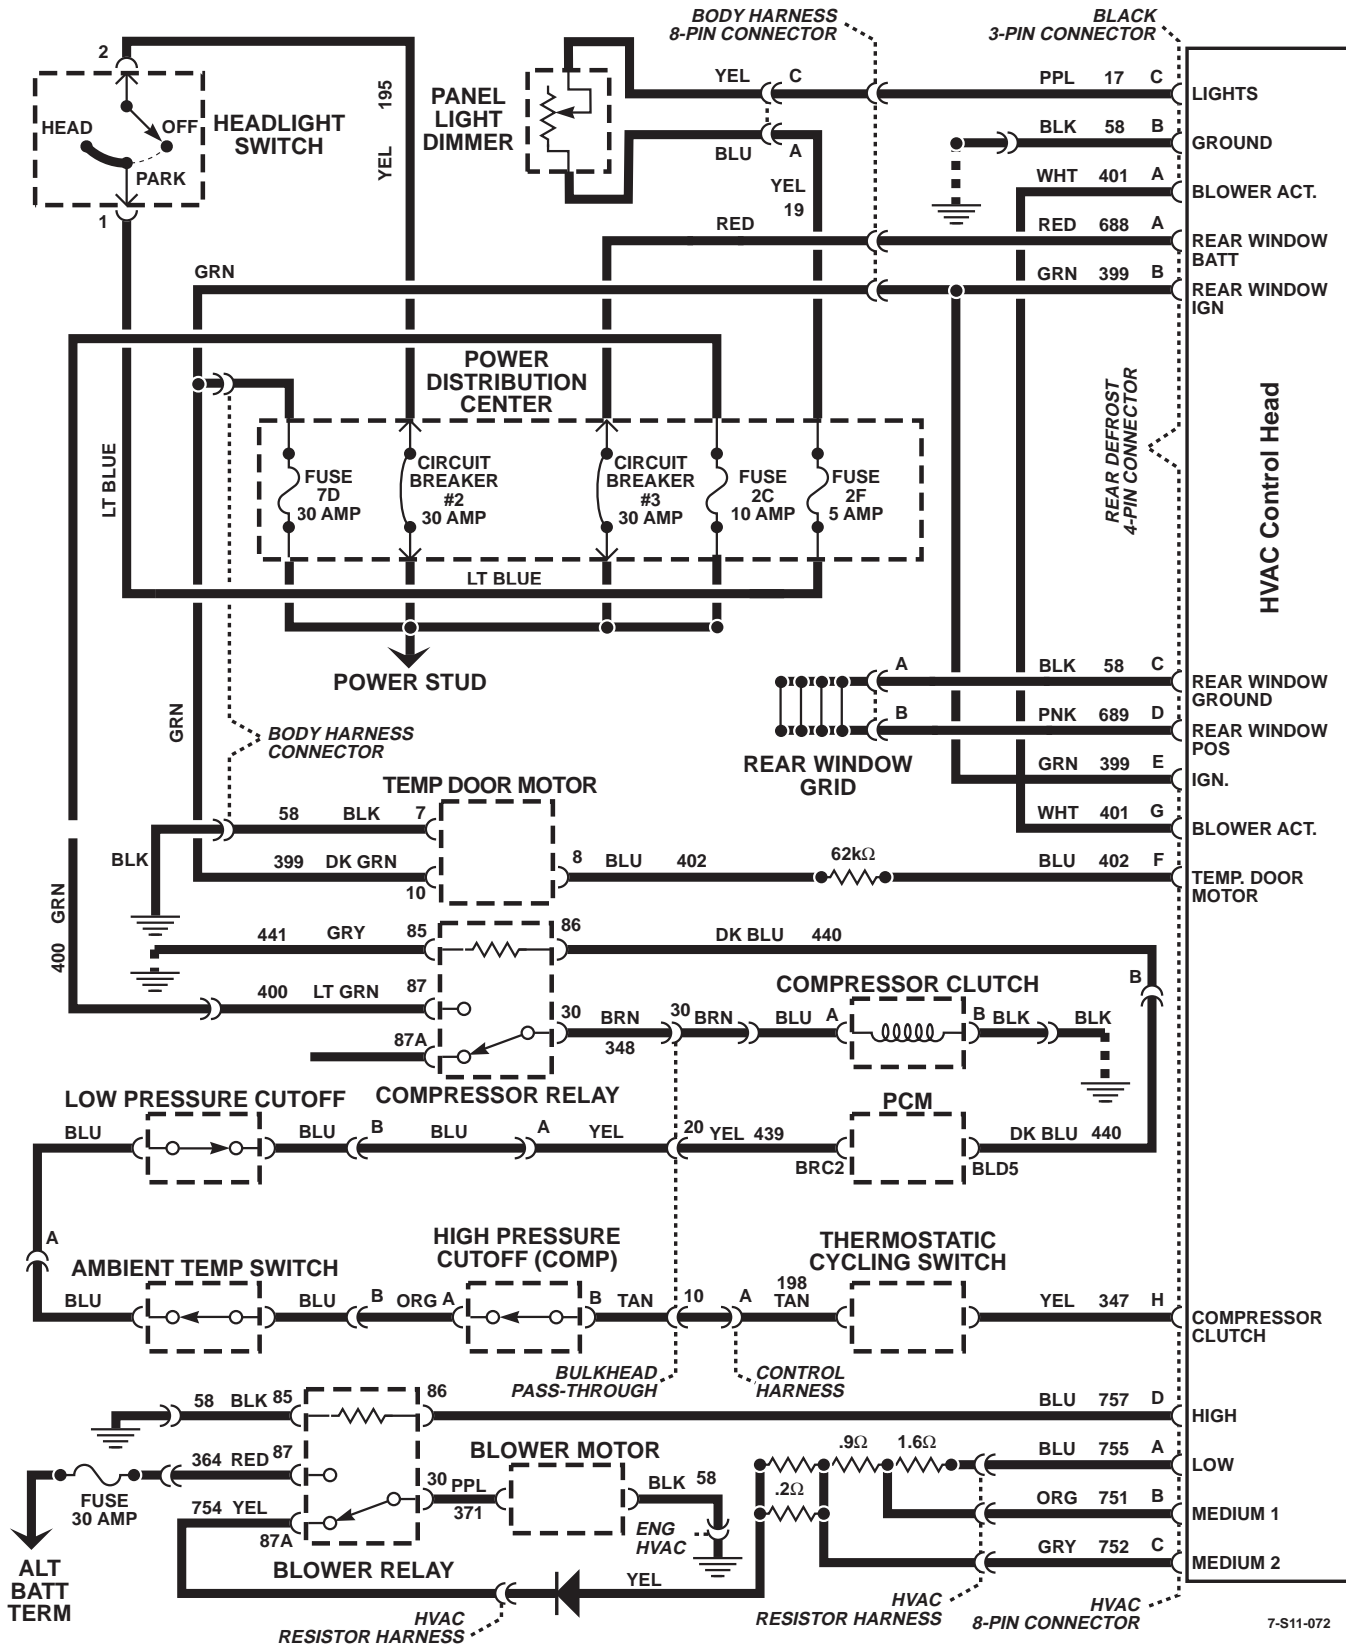 BODY HARNESS
8-PIN CONNECTOR
BLACK
3-PIN CONNECTOR
2
HEAD
OFF
PARK
1
HEADLIGHT
SWITCH
YEL 195
PANEL
LIGHT
DIMMER
YEL C
BLU A
YEL
19
PPL 17 C
LIGHTS
BLK 58 B
GROUND
WHT 401 A
BLOWER ACT.
RED
RED 688 A
REAR WINDOW
BATT
GRN
GRN 399 B
REAR WINDOW
IGN
POWER
DISTRIBUTION
CENTER
LT BLUE
FUSE
7D
30 AMP
CIRCUIT
BREAKER
#2
30 AMP
CIRCUIT
BREAKER
#3
30 AMP
FUSE
2C
10 AMP
FUSE
2F
5 AMP
REAR DEFROST
4-PIN CONNECTOR
HVAC Control Head
LT BLUE
POWER STUD
GRN
BODY HARNESS
CONNECTOR
A
B
REAR WINDOW
GRID
BLK 58 C
REAR WINDOW
GROUND
PNK 689 D
REAR WINDOW
POS
GRN 399 E
IGN.
WHT 401 G
BLOWER ACT.
TEMP DOOR MOTOR
58 BLK 7
BLK
399 DK GRN
10
8 BLU 402
62kΩ
BLU 402 F
TEMP. DOOR
MOTOR
400 GRN
441 GRY 85
86
DK BLU 440
400 LT GRN 87
87A
30 BRN
348
30 BRN
BLU A
COMPRESSOR CLUTCH
B BLK
BLK
B
COMPRESSOR RELAY
LOW PRESSURE CUTOFF
PCM
BLU
BLU B
BLU A
YEL 20
YEL 439
BRC2
DK BLU 440
BLD5
A
AMBIENT TEMP SWITCH
HIGH PRESSURE
CUTOFF (COMP)
THERMOSTATIC
CYCLING SWITCH
BLU
BLU B
ORG A
B TAN 10
A
198
TAN
YEL 347 H
COMPRESSOR
CLUTCH
BULKHEAD
PASS-THROUGH
CONTROL
HARNESS
58 BLK 85
86
BLU 757 D
HIGH
364 RED 87
FUSE
30 AMP
754 YEL
87A
30 PPL
371
BLOWER MOTOR
BLK 58
ENG
HVAC
.9Ω 1.6Ω
.2Ω
BLU 755 A
LOW
ORG 751 B
MEDIUM 1
GRY 752 C
MEDIUM 2
ALT
BATT
TERM
BLOWER RELAY
YEL
HVAC
RESISTOR HARNESS
HVAC
RESISTOR HARNESS
HVAC
8-PIN CONNECTOR
7-S11-072